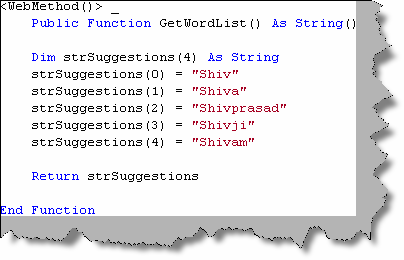 <WebMethod()> _
Public Function GetWordList() As String()
Dim strSuggestions(4) As String
strSuggestions(0) = "Shiv"
strSuggestions(1) = "Shiva"
strSuggestions(2) = "Shivprasad"
strSuggestions(3) = "Shivji"
strSuggestions(4) = "Shivam"
Return strSuggestions
End Function